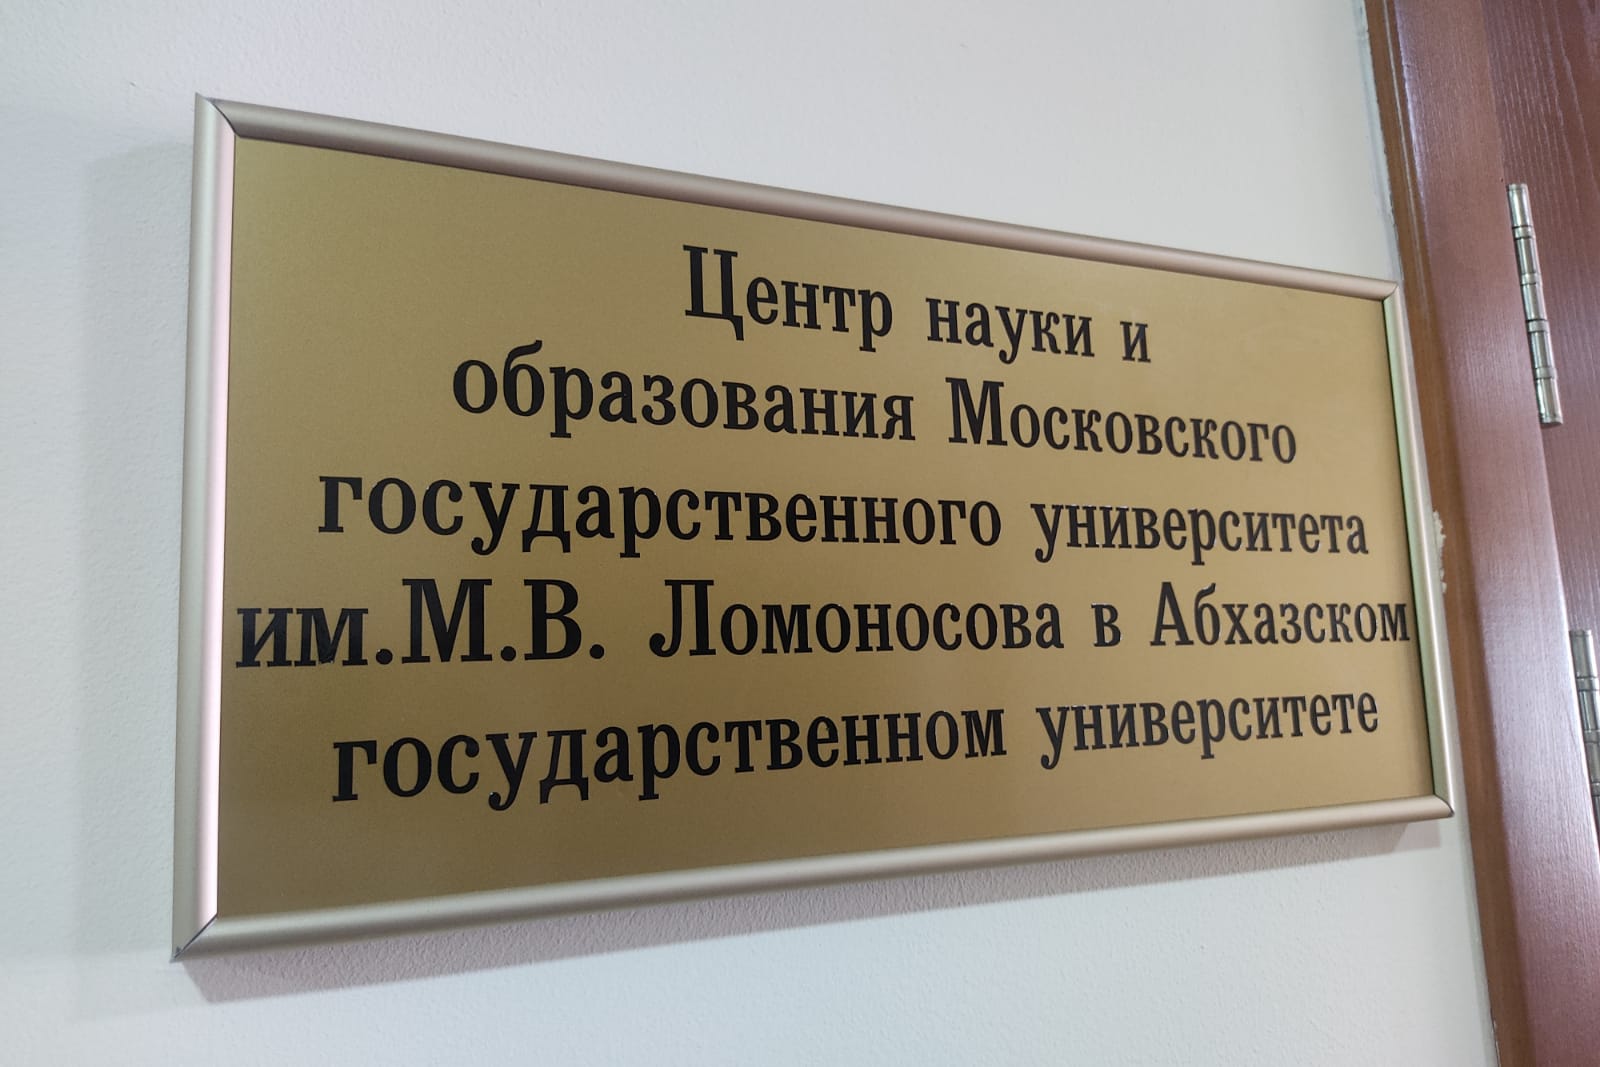 Центр науки и
образования Московского
государственного университета
им.М.В. Ломоносова в Абхазском
государственном университете